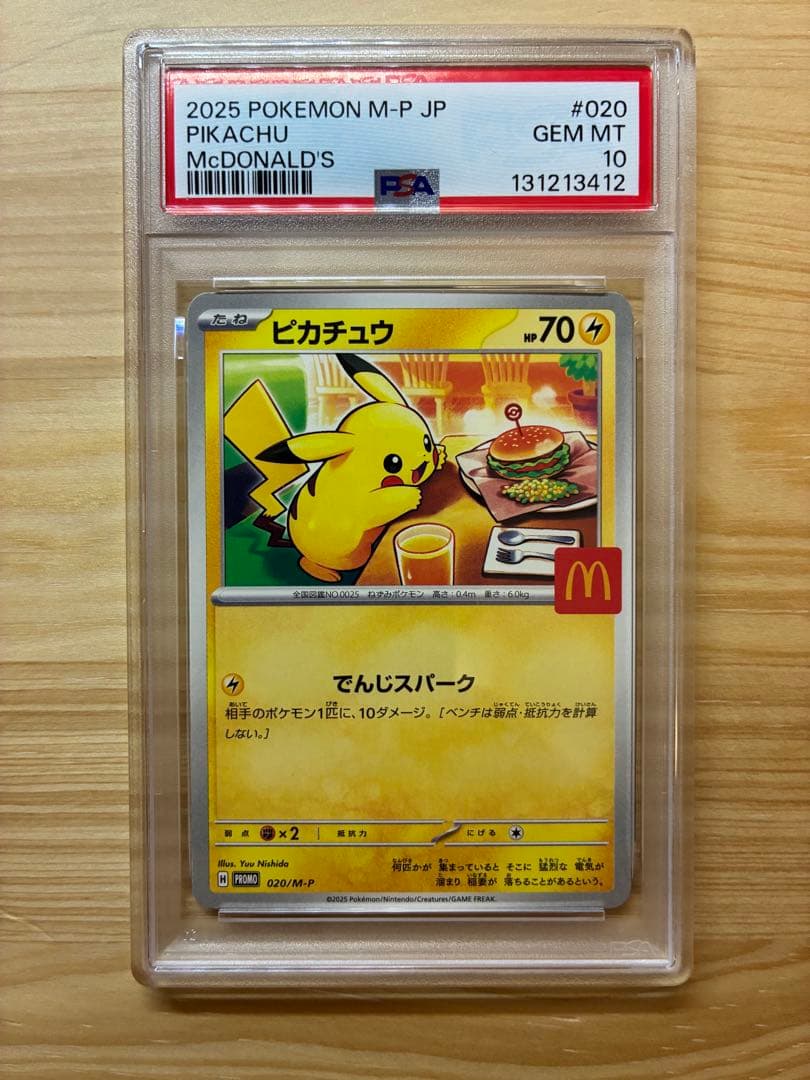 2025 POKEMON M-P JP #020
PIKACHU GEM MT
McDONALD'S 10
PSA 131213412
たね ピカチュウ HP70
全国図鑑NO.0025 ねずみポケモン 高さ:0.4m 重さ:6.0kg
M
でんじスパーク
相手のポケモン1匹に、10ダメージ。[ベンチは弱点・抵抗力を計算
しない。]
弱点 ×2 抵抗力 にげる
Illus. Yuu Nishida
何匹かが 集まっていると そこに 猛烈な 電気が
溜まり 稲妻が 落ちることがあるという。
H PROMO 020/M-P
©2025 Pokémon/Nintendo/Creatures/GAME FREAK.